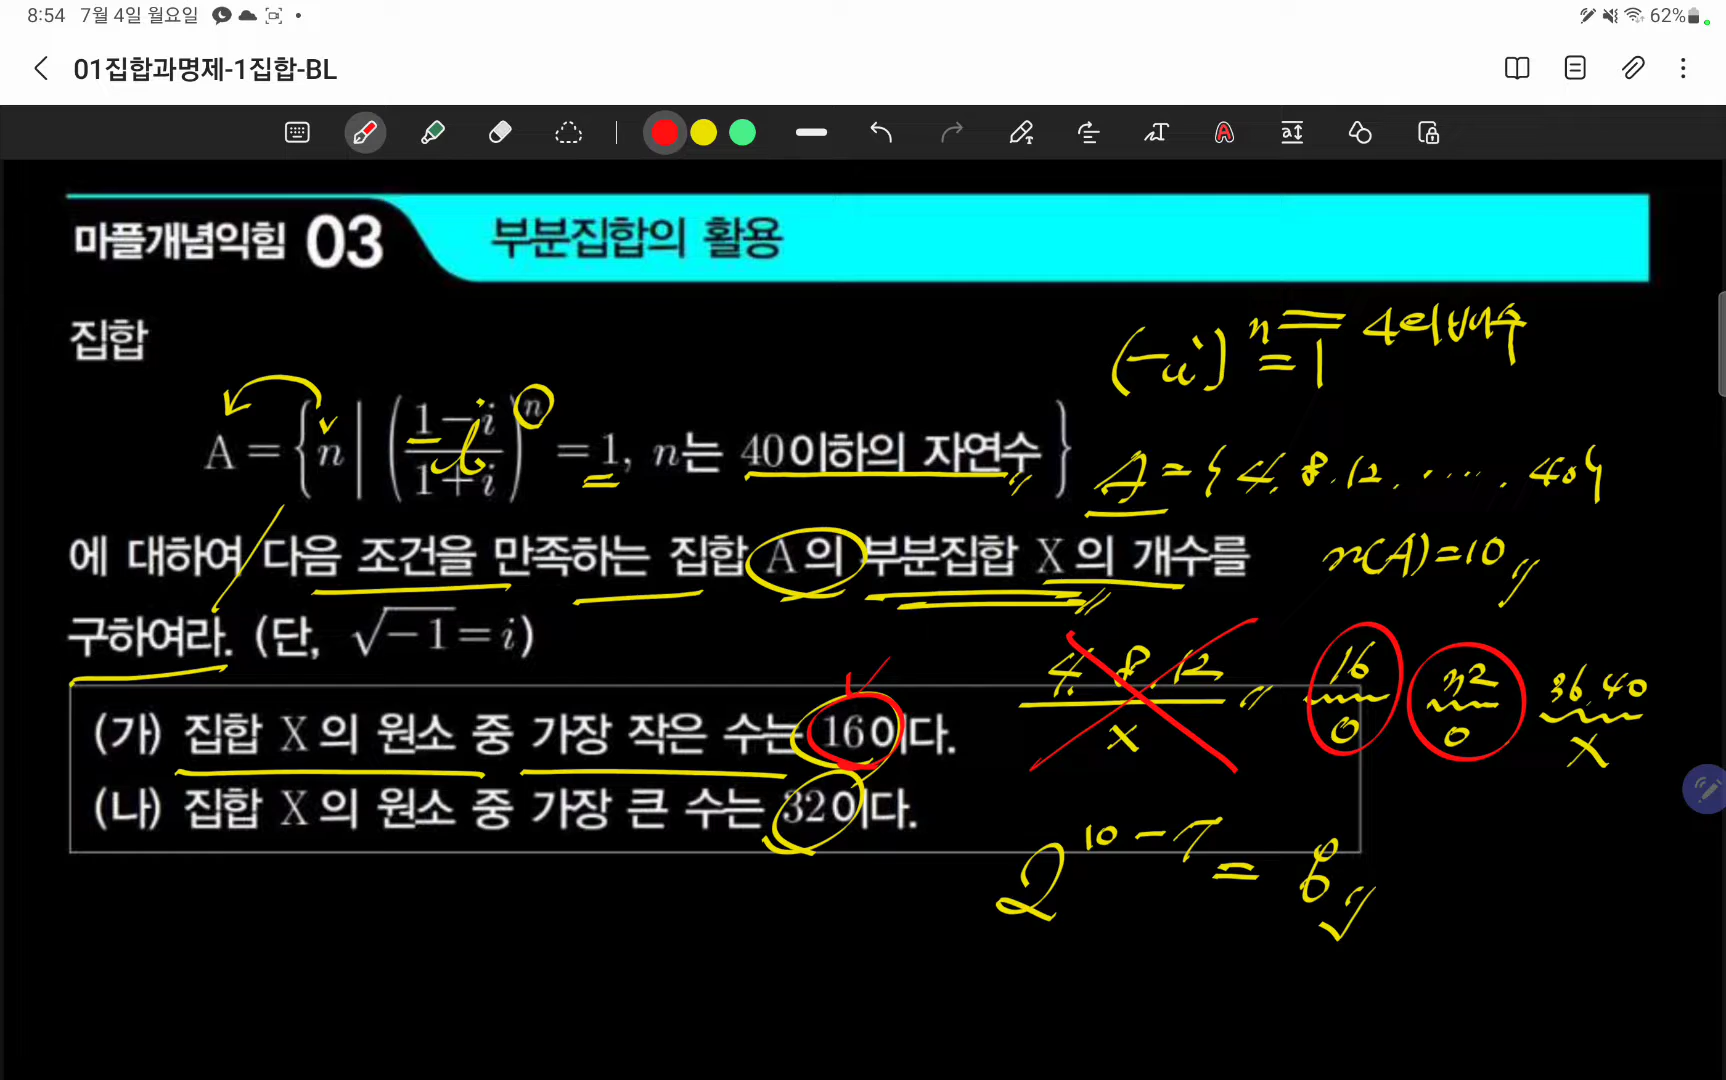 8:54 7월 4일 월요일
62%
01집합과명제-1집합-BL
마플개념익힘 03 부분집합의 활용
집합
A = { n | ( (1-i)/(1+i) )^n = 1, n는 40이하의 자연수 }
에 대하여 다음 조건을 만족하는 집합 A의 부분집합 X의 개수를
구하여라. (단, √-1 = i)
(가) 집합 X의 원소 중 가장 작은 수는 16이다.
(나) 집합 X의 원소 중 가장 큰 수는 32이다.
(-i)^n = 1
4의배수
A = { 4, 8, 12, ....., 40 }
n(A) = 10
4. 8. 12 16 32 36. 40
x 0 0 x
2^10-7 = 8